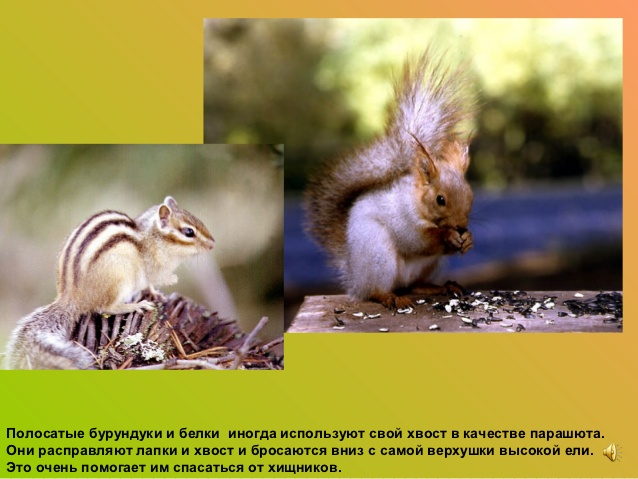 Полосатые бурундуки и белки иногда используют свой хвост в качестве парашюта.
Они расправляют лапки и хвост и бросаются вниз с самой верхушки высокой ели.
Это очень помогает им спасаться от хищников.